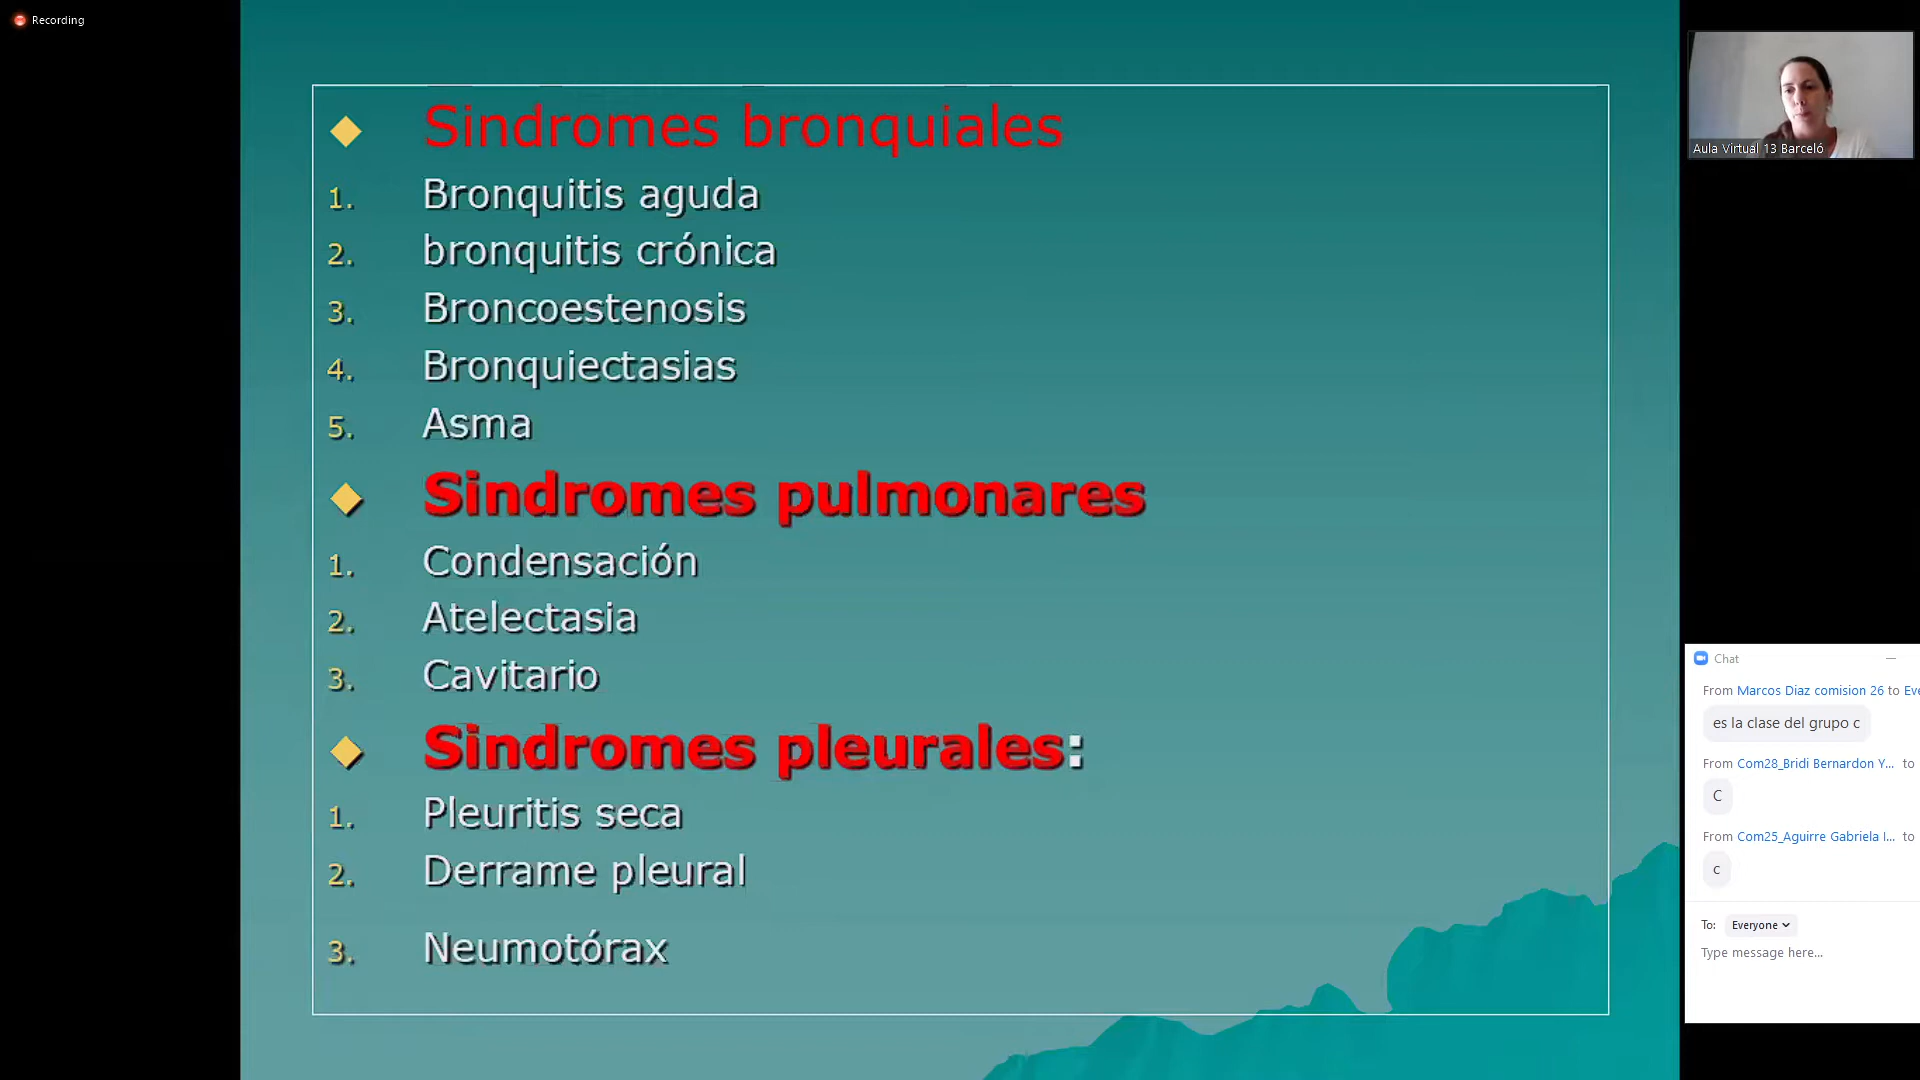 Recording
Sindromes bronquiales
1. Bronquitis aguda
2. bronquitis crónica
3. Broncoestenosis
4. Bronquiectasias
5. Asma
Sindromes pulmonares
1. Condensación
2. Atelectasia
3. Cavitario
Sindromes pleurales:
1. Pleuritis seca
2. Derrame pleural
3. Neumotórax
Aula Virtual 13 Barceló
Chat
From Marcos Diaz comision 26 to Eve
es la clase del grupo c
From Com28_Bridi Bernardon Y... to
C
From Com25_Aguirre Gabriela I... to
c
To: Everyone
Type message here...